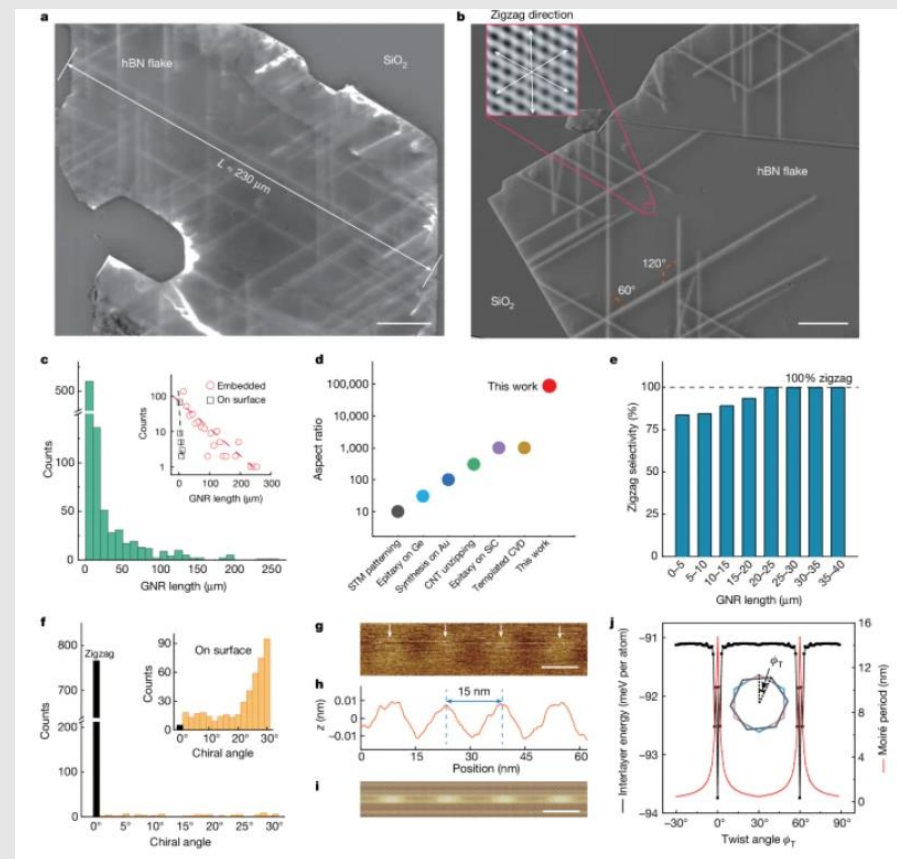 a
hBN flake
SiO2
L ≈ 230 μm
b
Zigzag direction
hBN flake
120°
60°
SiO2
c
500
100
50
0
Counts
0
50
100
150
200
250
GNR length (μm)
Embedded
On surface
100
10
1
Counts
0
100
200
300
GNR length (μm)
d
100,000
10,000
1,000
100
10
Aspect ratio
This work
STM patterning
Epitaxy on Ge
Synthesis on Au
CNT unzipping
Epitaxy on SiC
Templated CVD
This work
e
100
75
50
25
0
Zigzag selectivity (%)
100% zigzag
0–5
5–10
10–15
15–20
20–25
25–30
30–35
35–40
GNR length (μm)
f
800
700
200
100
0
Counts
Zigzag
0°
5°
10°
15°
20°
25°
30°
Chiral angle
On surface
90
60
30
0
Counts
0°
10°
20°
30°
Chiral angle
g
h
0.01
0
–0.01
z (nm)
15 nm
0
15
30
45
60
Position (nm)
i
j
–91
–92
–93
–94
Interlayer energy (meV per atom)
ϕT
16
12
8
4
0
Moiré period (nm)
–30°
0°
30°
60°
90°
Twist angle ϕT